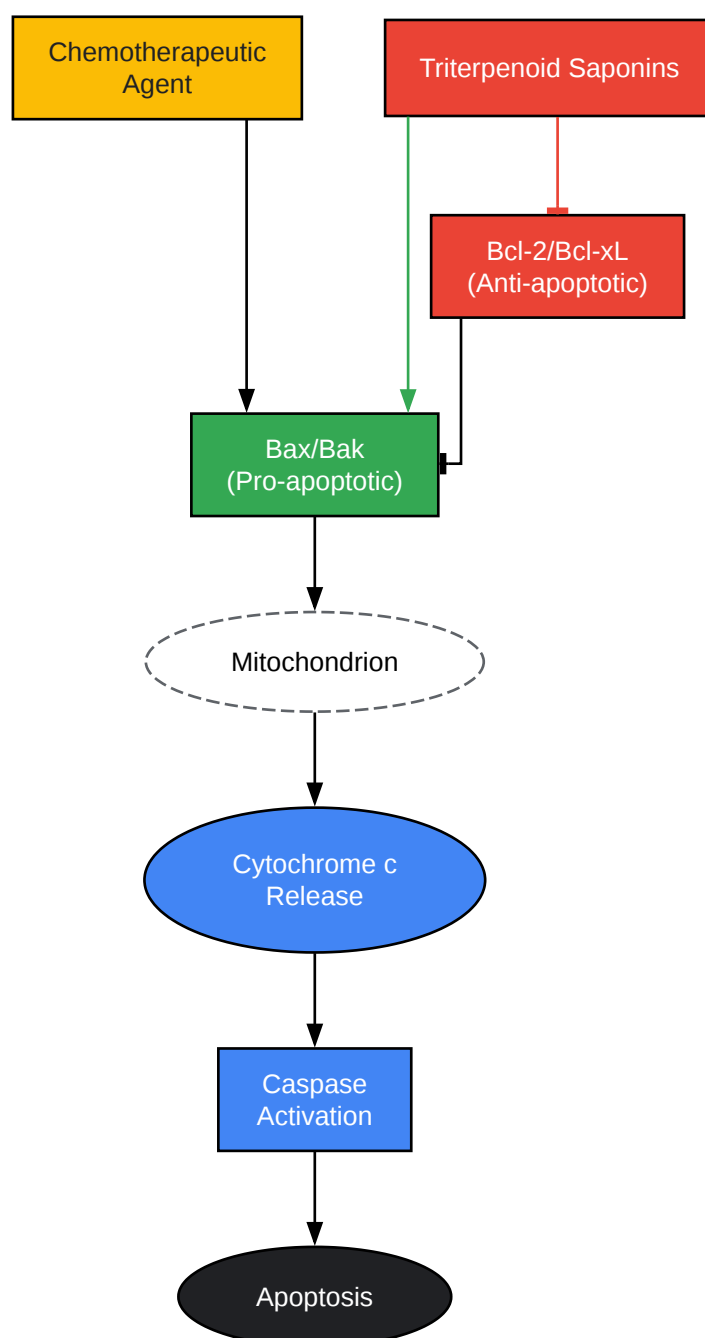 Chemotherapeutic
Agent
Triterpenoid Saponins
Bcl-2/Bcl-xL
(Anti-apoptotic)
Bax/Bak
(Pro-apoptotic)
Mitochondrion
Cytochrome c
Release
Caspase
Activation
Apoptosis